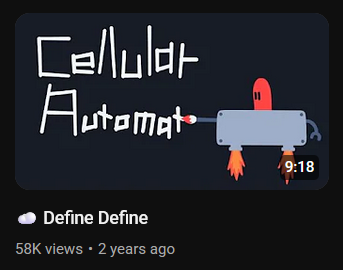 Cellular
Automat
9:18
☁️ Define Define
58K views • 2 years ago